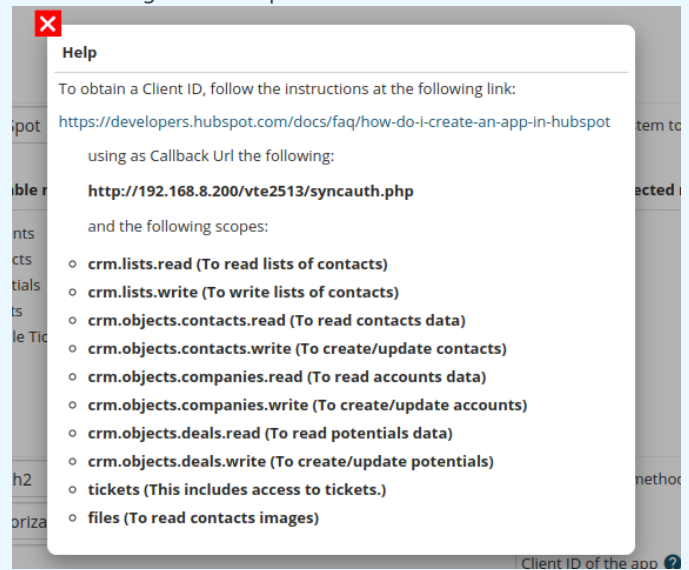 Help
To obtain a Client ID, follow the instructions at the following link:
https://developers.hubspot.com/docs/faq/how-do-i-create-an-app-in-hubspot
using as Callback Url the following:
http://192.168.8.200/vte2513/syncauth.php
and the following scopes:
crm.lists.read (To read lists of contacts)
crm.lists.write (To write lists of contacts)
crm.objects.contacts.read (To read contacts data)
crm.objects.contacts.write (To create/update contacts)
crm.objects.companies.read (To read accounts data)
crm.objects.companies.write (To create/update accounts)
crm.objects.deals.read (To read potentials data)
crm.objects.deals.write (To create/update potentials)
tickets (This includes access to tickets.)
files (To read contacts images)
Client ID of the app